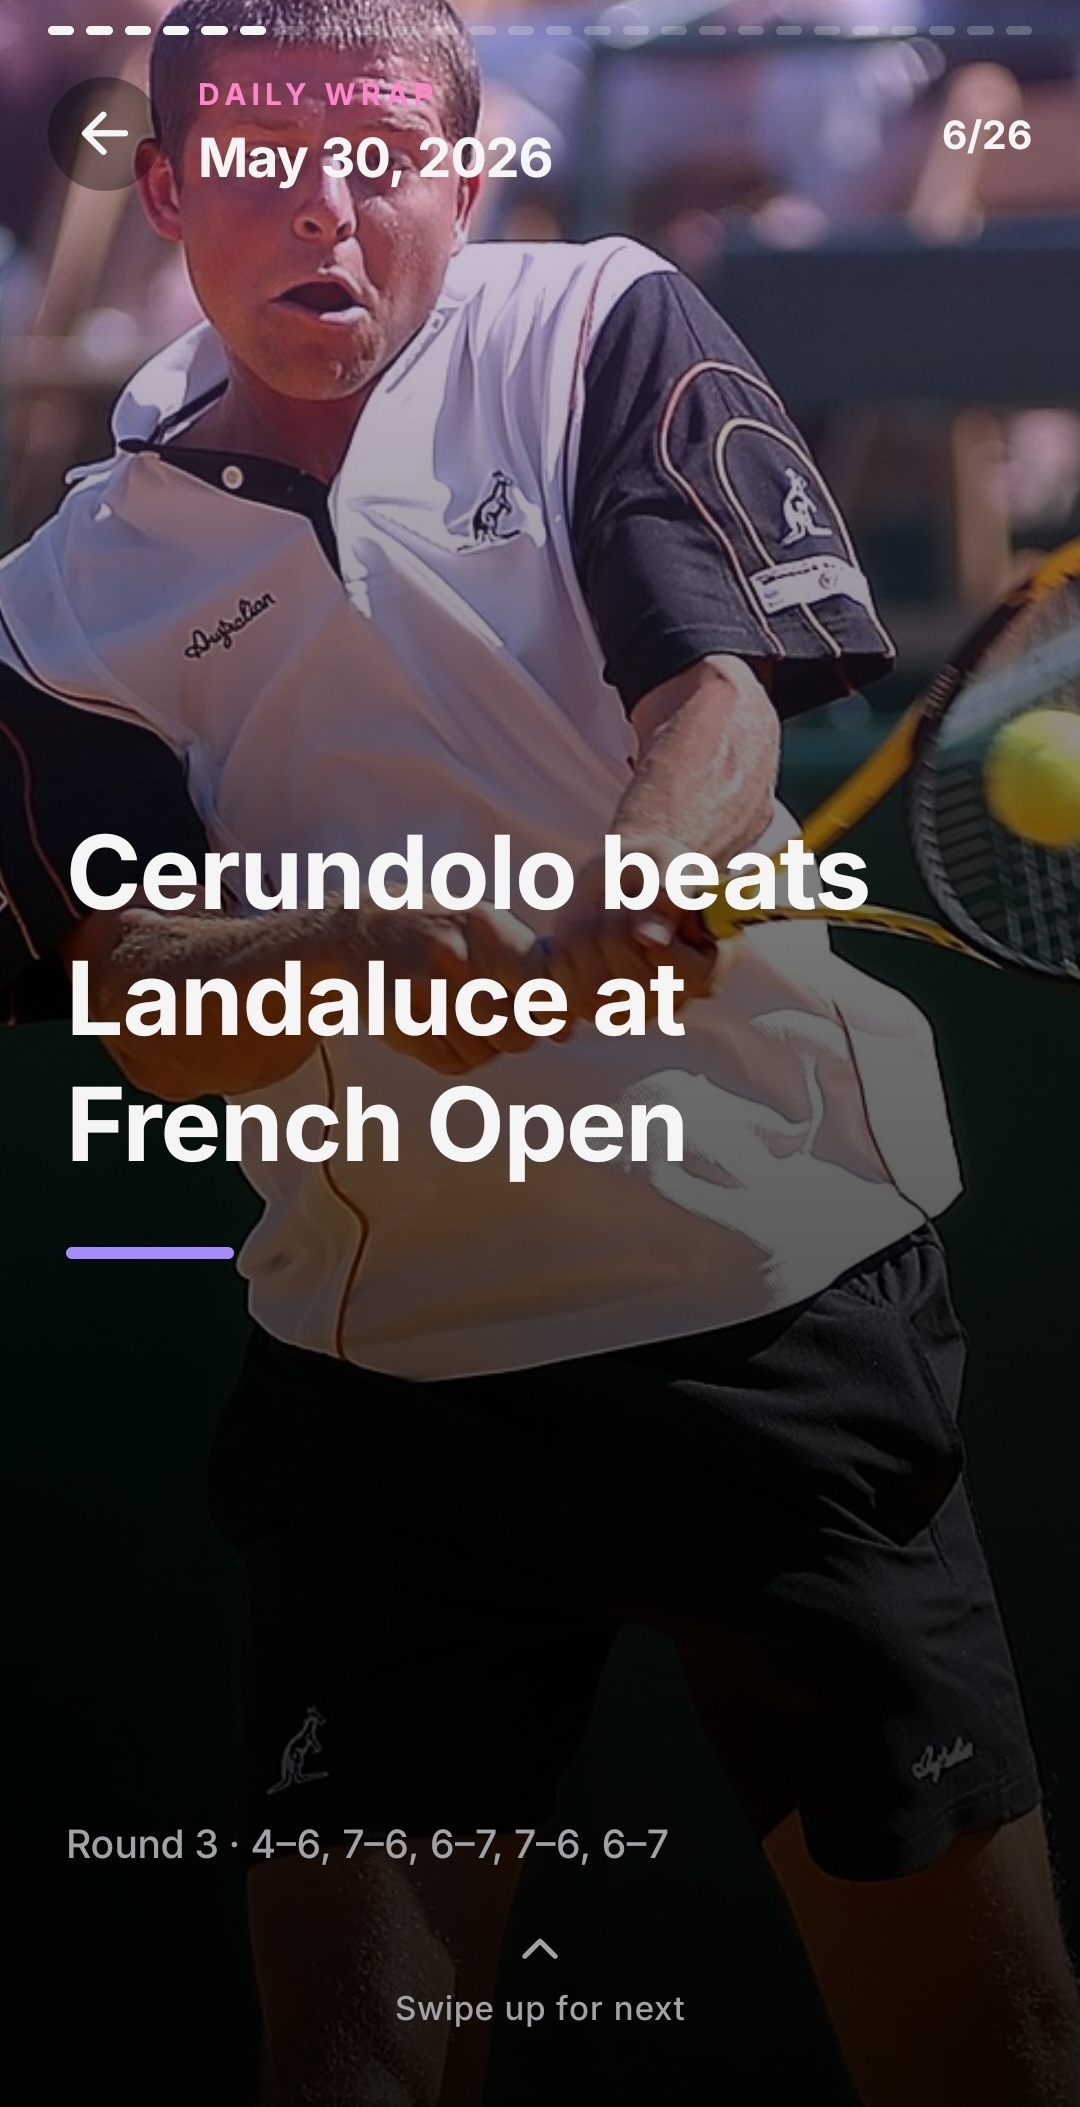 DAILY WRAP
May 30, 2026
6/26
Australian
Cerundolo beats
Landaluce at
French Open
Round 3 · 4–6, 7–6, 6–7, 7–6, 6–7
Swipe up for next